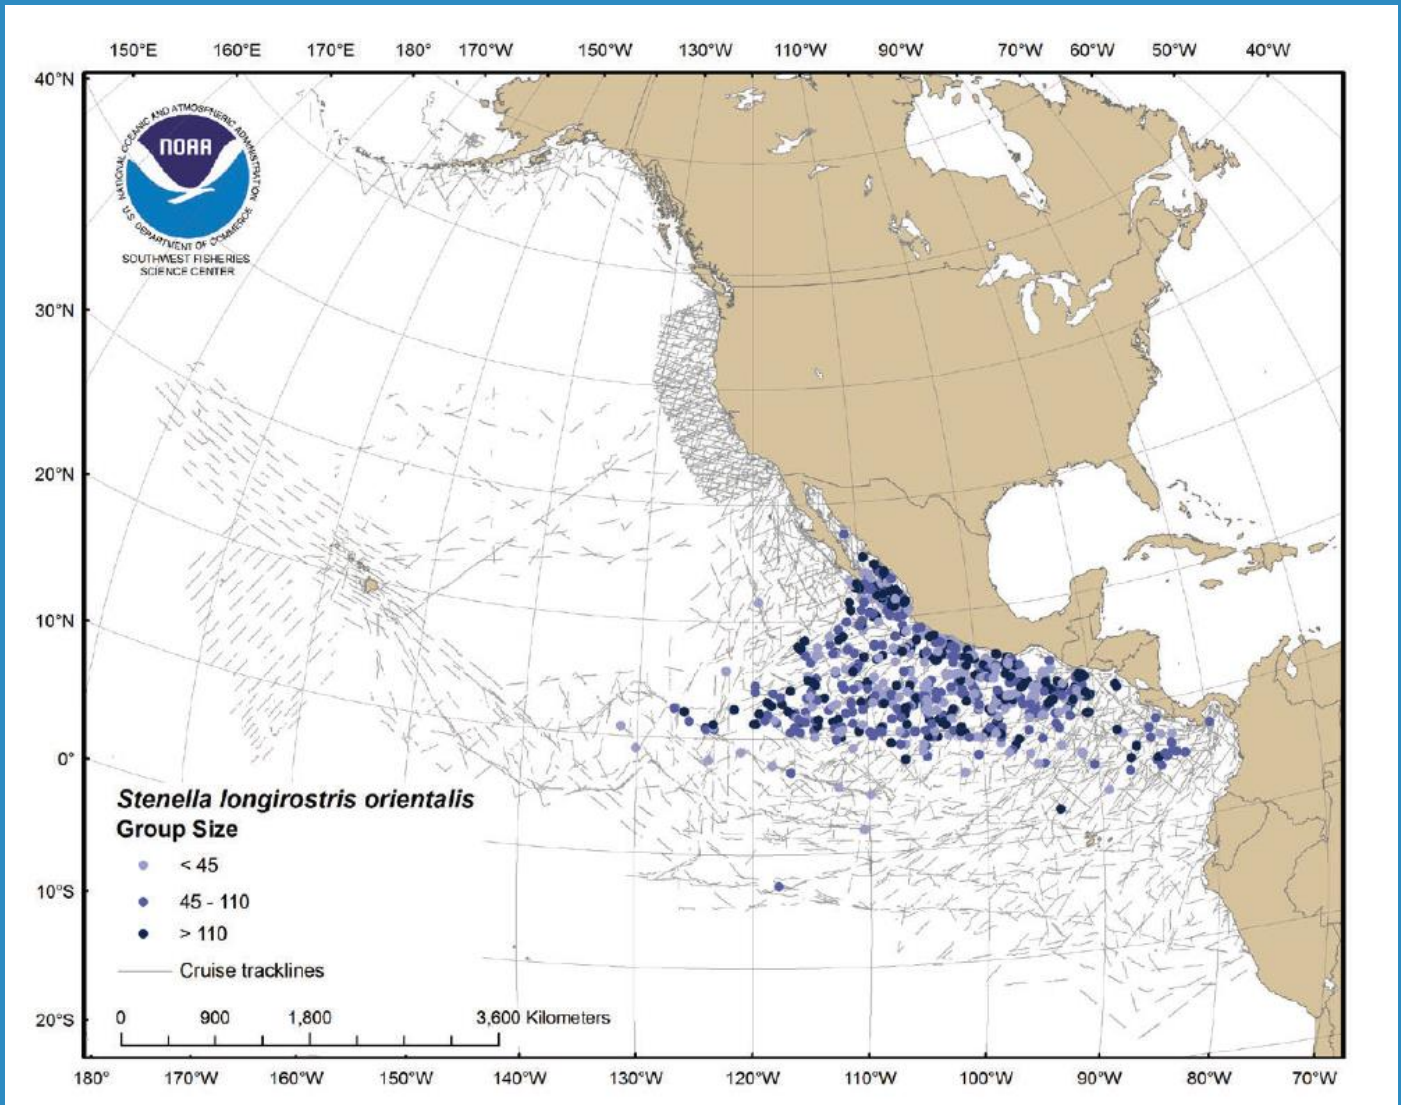 150°E 160°E 170°E 180° 170°W 150°W 130°W 110°W 90°W 70°W 60°W 50°W 40°W
40°N
NATIONAL OCEANIC AND ATMOSPHERIC ADMINISTRATION
NOAA
U.S. DEPARTMENT OF COMMERCE
SOUTHWEST FISHERIES
SCIENCE CENTER
30°N
20°N
10°N
0°
Stenella longirostris orientalis
Group Size
< 45
45 - 110
> 110
10°S
Cruise tracklines
0 900 1,800 3,600 Kilometers
20°S
180° 170°W 160°W 150°W 140°W 130°W 120°W 110°W 100°W 90°W 80°W 70°W